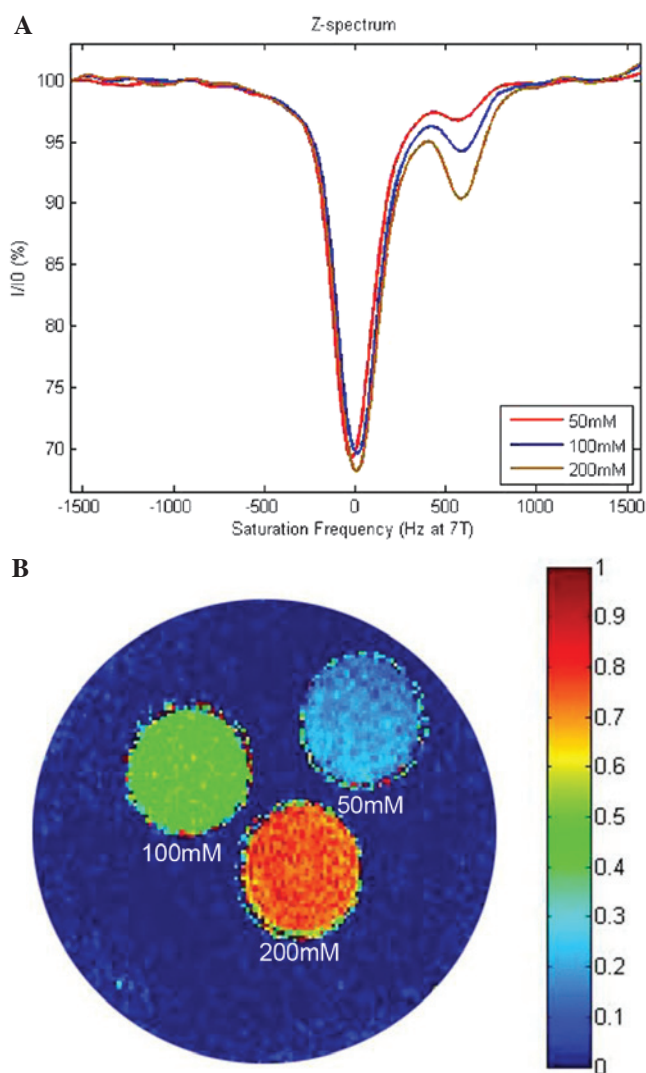 A
Z-spectrum
100
95
90
85
80
75
70
I/I0 (%)
50mM
100mM
200mM
-1500 -1000 -500 0 500 1000 1500
Saturation Frequency (Hz at 7T)
B
1
0.9
0.8
0.7
0.6
0.5
0.4
0.3
0.2
0.1
0
50mM
100mM
200mM